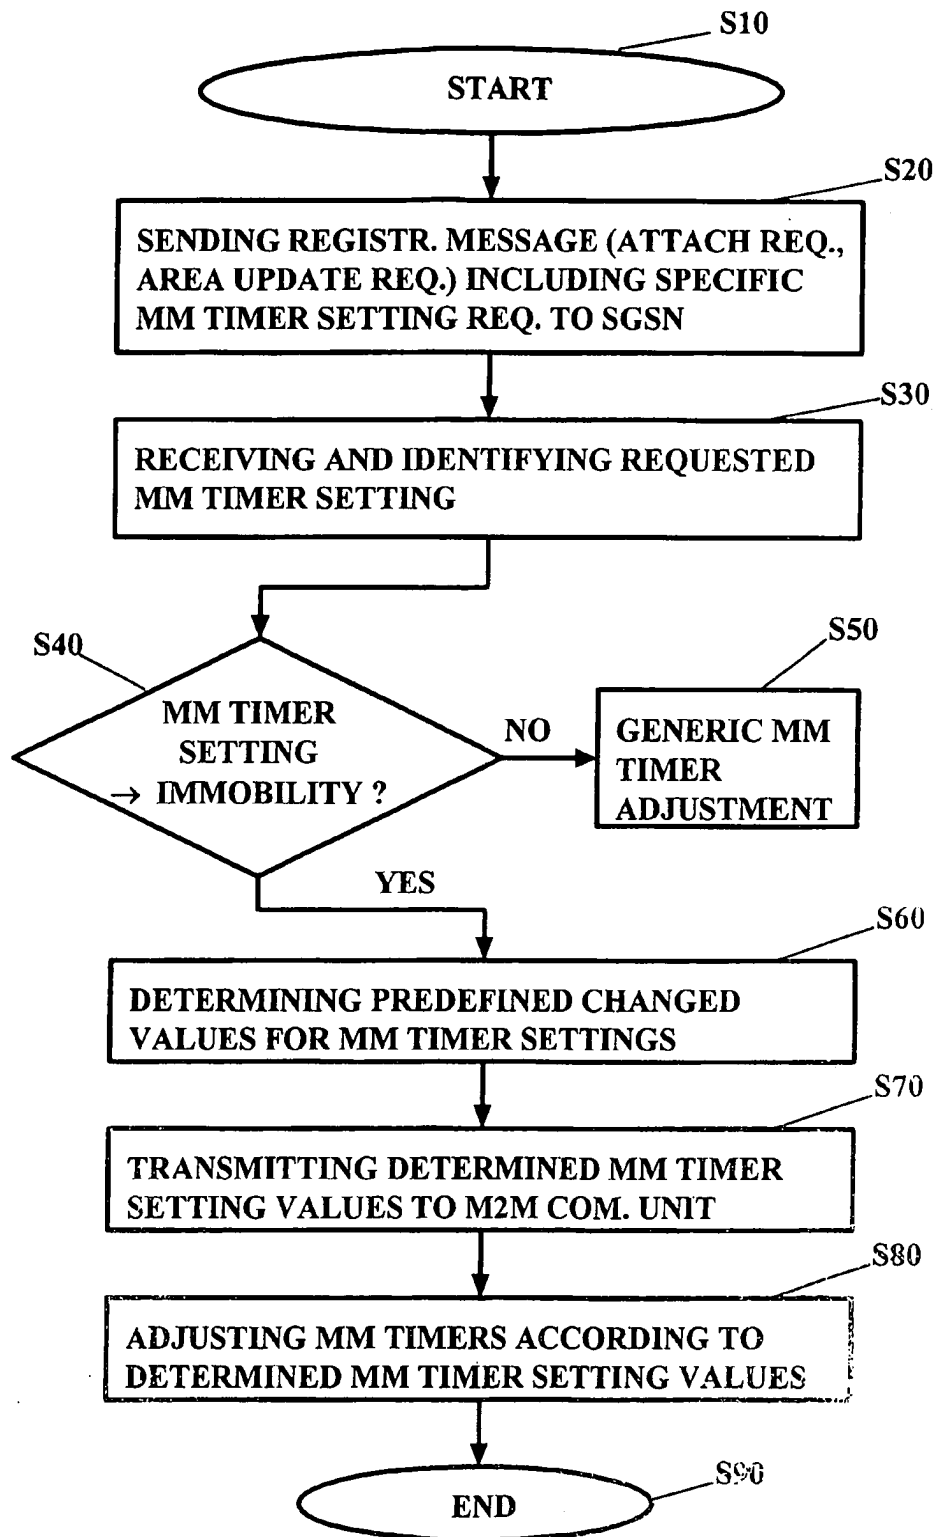 S10
START
S20
SENDING REGISTR. MESSAGE (ATTACH REQ.,
AREA UPDATE REQ.) INCLUDING SPECIFIC
MM TIMER SETTING REQ. TO SGSN
S30
RECEIVING AND IDENTIFYING REQUESTED
MM TIMER SETTING
S40
MM TIMER
SETTING
→ IMMOBILITY ?
NO
S50
GENERIC MM
TIMER
ADJUSTMENT
YES
S60
DETERMINING PREDEFINED CHANGED
VALUES FOR MM TIMER SETTINGS
S70
TRANSMITTING DETERMINED MM TIMER
SETTING VALUES TO M2M COM. UNIT
S80
ADJUSTING MM TIMERS ACCORDING TO
DETERMINED MM TIMER SETTING VALUES
S90
END